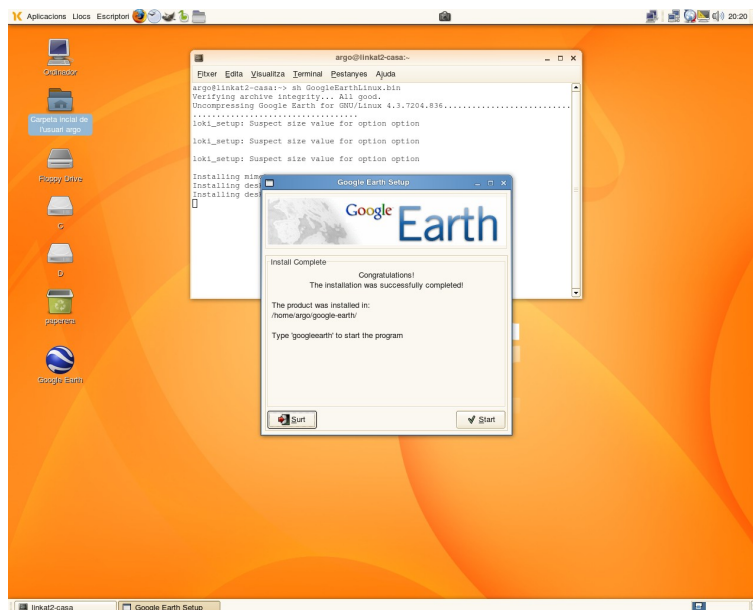 Aplicacions Llocs Escriptori
20:20
Ordinador
Carpeta incial de
l'usuari argo
Floppy Drive
C
D
paperera
Google Earth
argo@linkat2-casa:~
Fitxer Edita Visualitza Terminal Pestanyes Ajuda
argo@linkat2-casa:~> sh GoogleEarthLinux.bin
Verifying archive integrity... All good.
Uncompressing Google Earth for GNU/Linux 4.3.7204.836...........................
...................................
loki_setup: Suspect size value for option option
loki_setup: Suspect size value for option option
loki_setup: Suspect size value for option option
Installing mime
Installing desk
Installing desk
Google Earth Setup
Google Earth
Install Complete
Congratulations!
The installation was successfully completed!
The product was installed in:
/home/argo/google-earth/
Type 'googleearth' to start the program
Surt
Start
linkat2-casa
Google Earth Setup